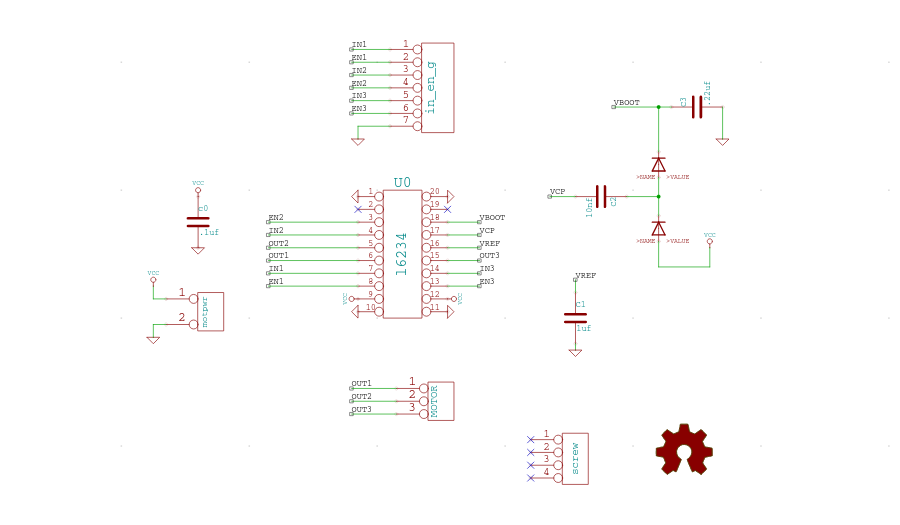 IN1 1
EN1 2
IN2 3
EN2 4
IN3 5
EN3 6
7
in_en_g
VBOOT
c3
.22uf
>NAME >VALUE
VCP
10nf
c2
>NAME >VALUE
VCC
VCC
c0
.1uf
U0
16234
1 20
2 19
EN2 3 18 VBOOT
IN2 4 17 VCP
OUT2 5 16 VREF
OUT1 6 15 OUT3
IN1 7 14 IN3
EN1 8 13 EN3
VCC 9 12 VCC
10 11
VCC
1
2
motpwr
VREF
c1
1uf
OUT1 1
OUT2 2
OUT3 3
MOTOR
1
2
3
4
screw